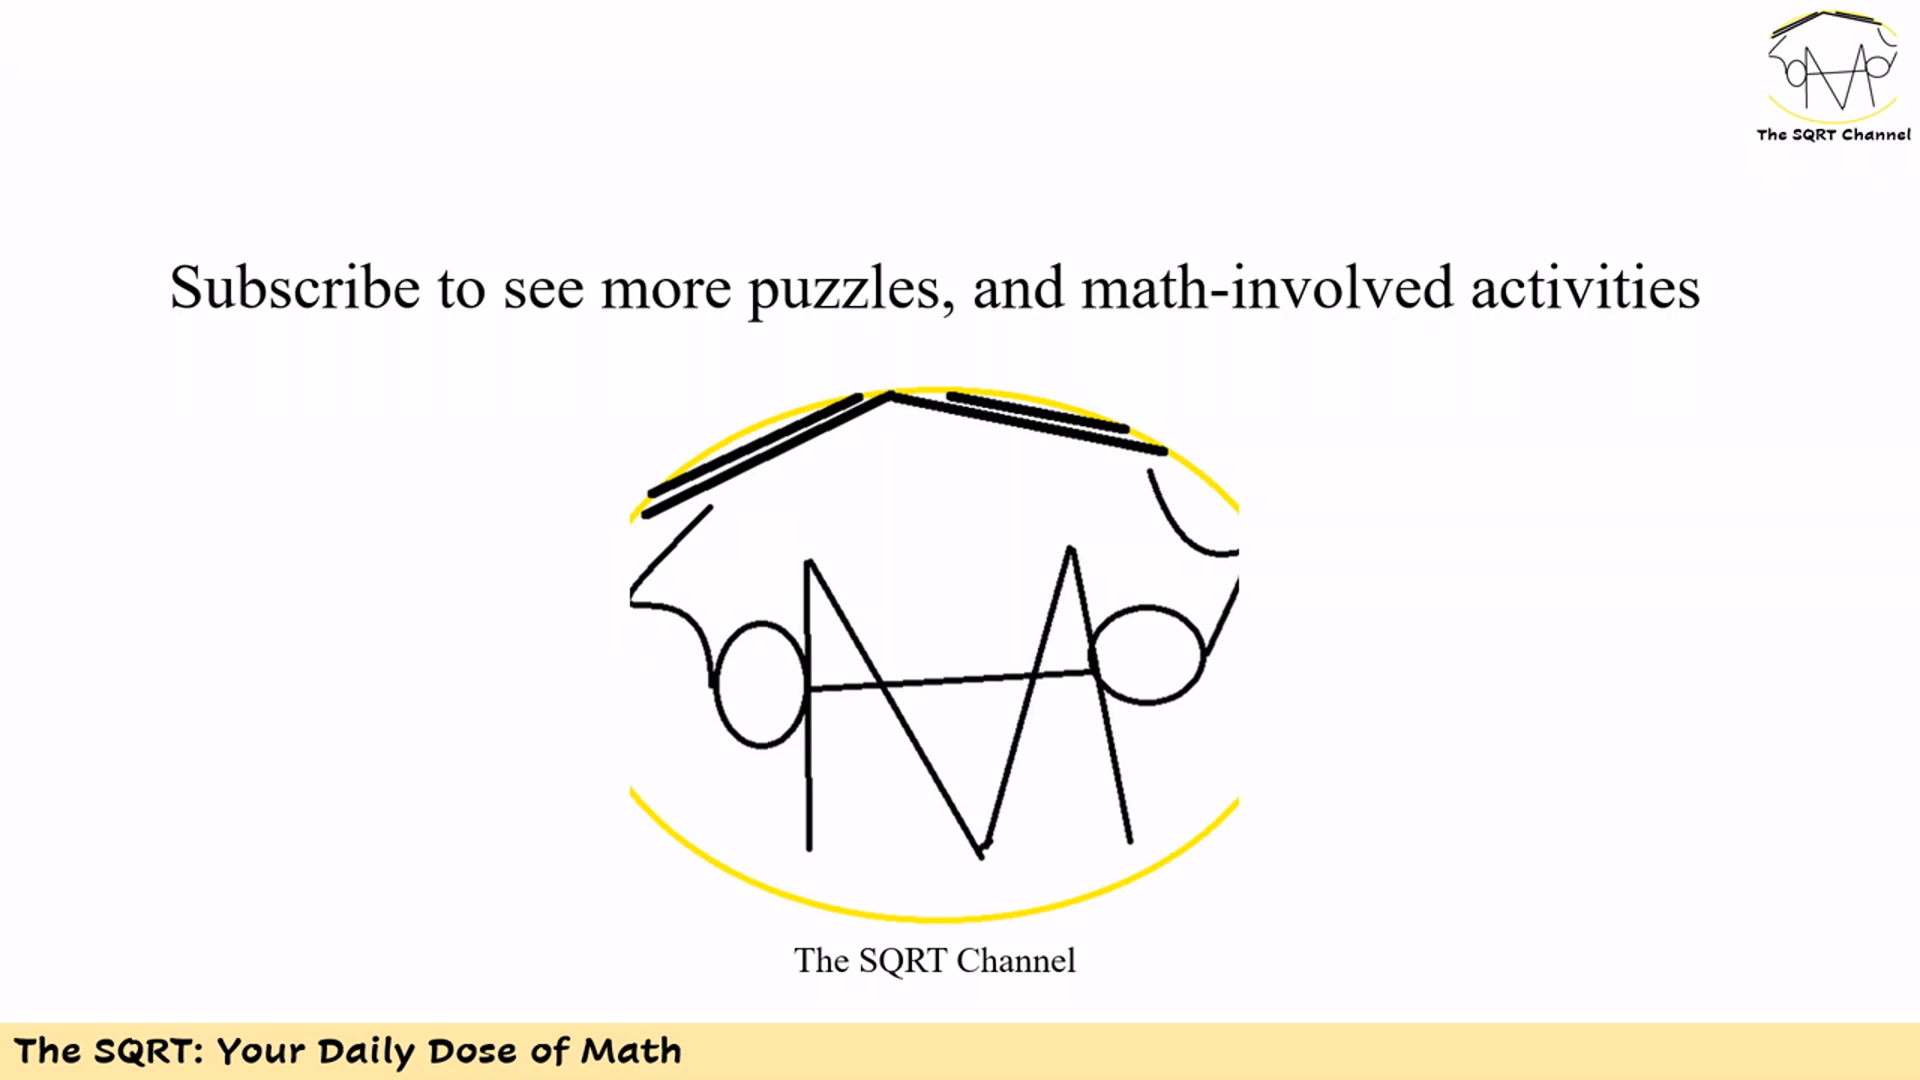 The SQRT Channel
Subscribe to see more puzzles, and math-involved activities
The SQRT Channel
The SQRT: Your Daily Dose of Math